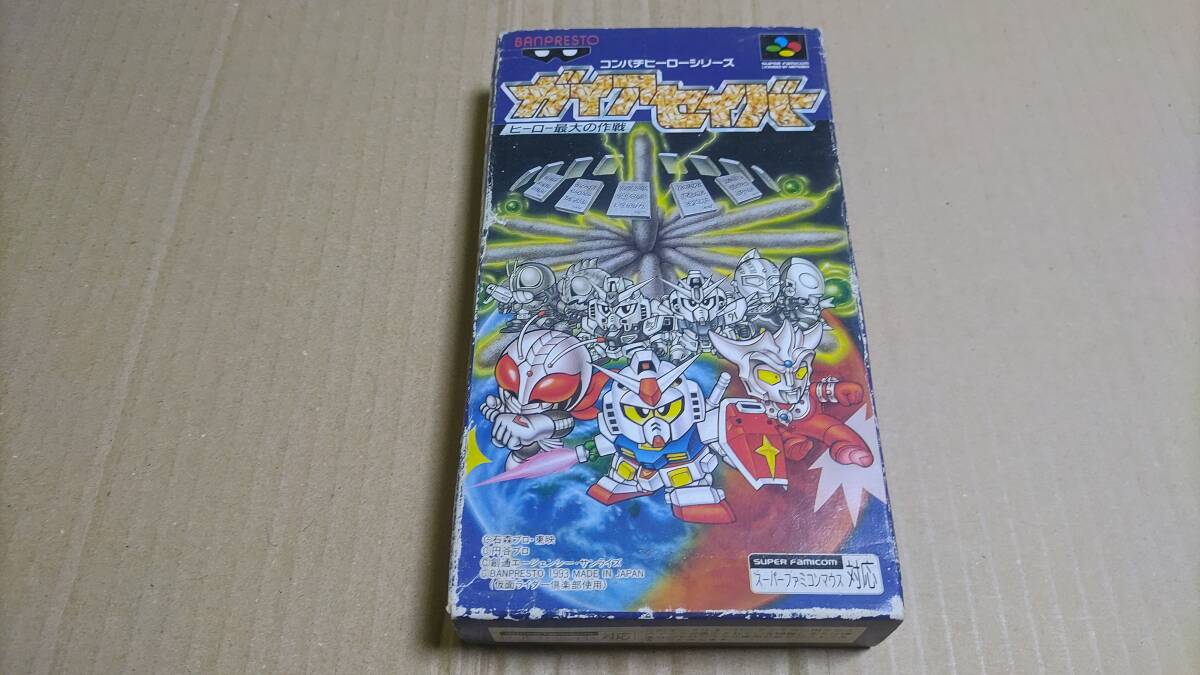 BANPRESTO
コンパチヒーローシリーズ
SUPER FAMICOM
ガイアセイバー
ヒーロー最大の作戦
91
©石森プロ・東映
©円谷プロ
©創通エージェンシー・サンライズ
©BANPRESTO 1993 MADE IN JAPAN
(仮面ライダー倶楽部使用)
SUPER FAMICOM
スーパーファミコンマウス対応